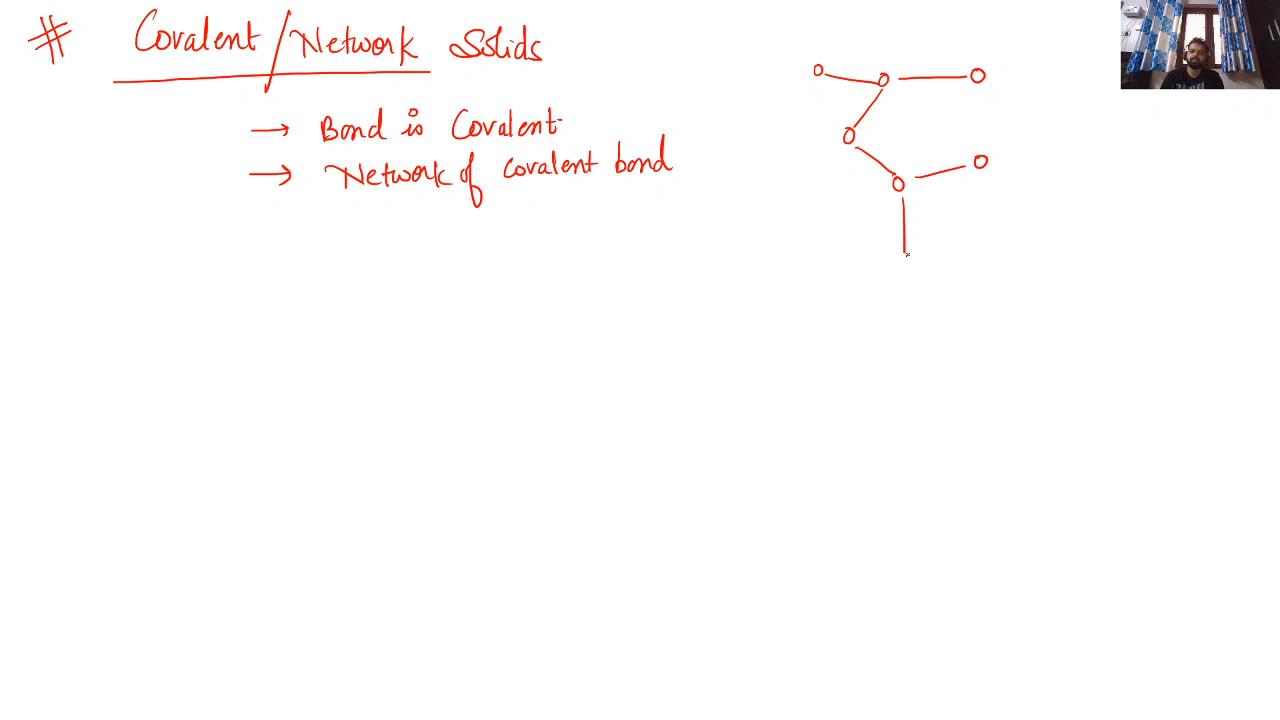 # Covalent/Network Solids
→ Bond is Covalent
→ Network of covalent bond